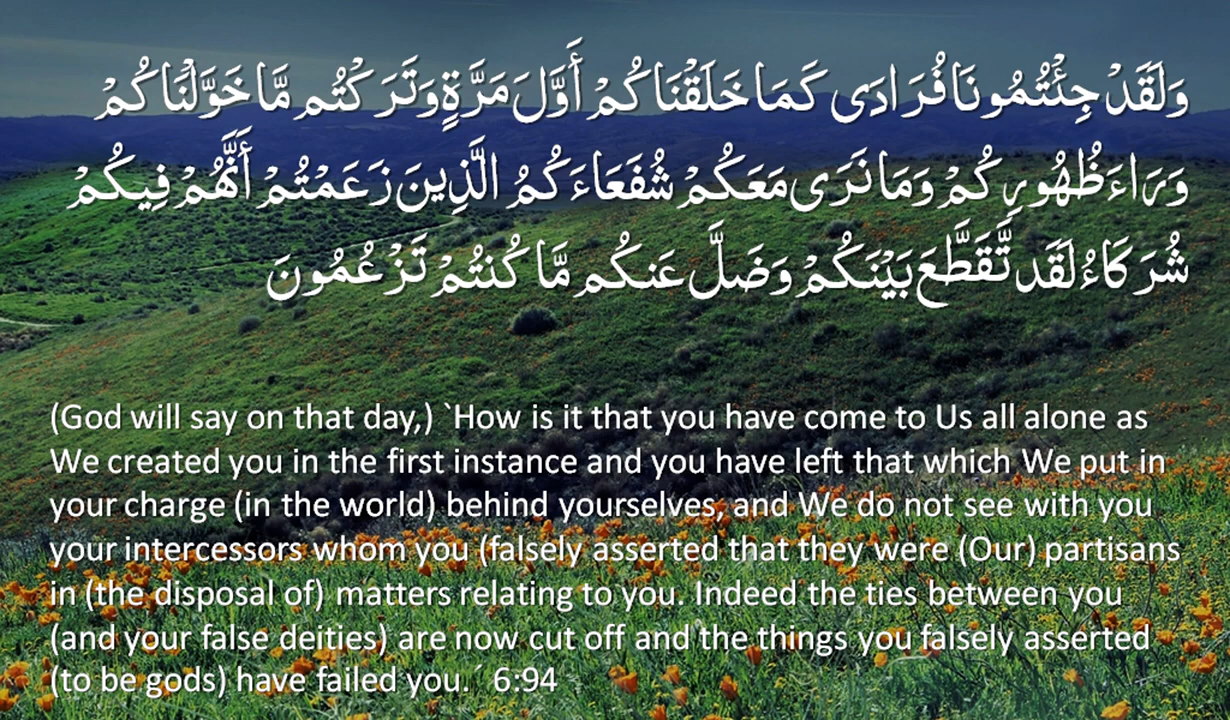 وَلَقَدْ جِئْتُمُونَا فُرَادَى كَمَا خَلَقْنَاكُمْ أَوَّلَ مَرَّةٍ وَتَرَكْتُم مَّا خَوَّلْنَاكُمْ
وَرَاءَ ظُهُورِكُمْ وَمَا نَرَى مَعَكُمْ شُفَعَاءَكُمُ الَّذِينَ زَعَمْتُمْ أَنَّهُمْ فِيكُمْ
شُرَكَاءُ لَقَد تَّقَطَّعَ بَيْنَكُمْ وَضَلَّ عَنكُم مَّا كُنتُمْ تَزْعُمُونَ
(God will say on that day,) `How is it that you have come to Us all alone as
We created you in the first instance and you have left that which We put in
your charge (in the world) behind yourselves, and We do not see with you
your intercessors whom you (falsely asserted that they were (Our) partisans
in (the disposal of) matters relating to you. Indeed the ties between you
(and your false deities) are now cut off and the things you falsely asserted
(to be gods) have failed you. ´ 6:94